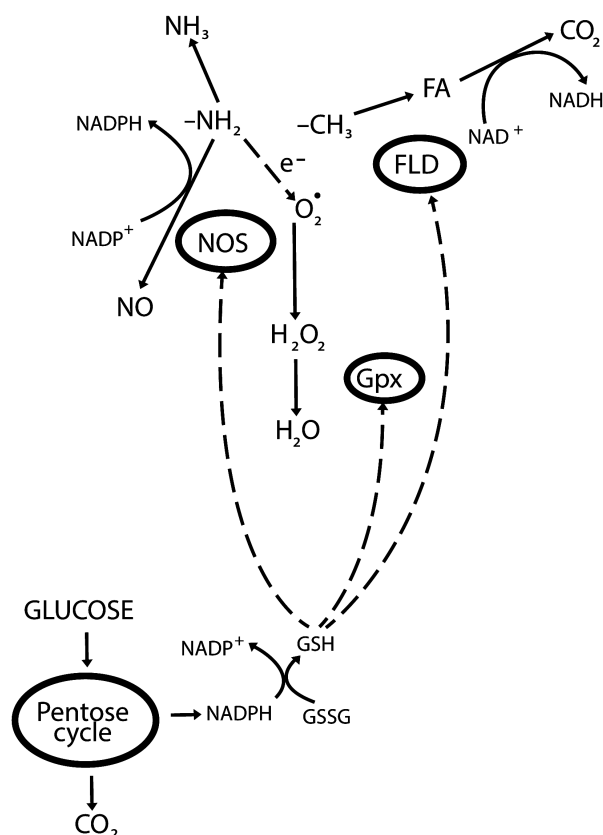 NH₃
CO₂
FA
NADH
NADPH
–NH₂
–CH₃
NAD⁺
e⁻
FLD
O₂•
NADP⁺
NOS
NO
H₂O₂
Gpx
H₂O
GLUCOSE
NADP⁺
GSH
Pentose
cycle
NADPH
GSSG
CO₂